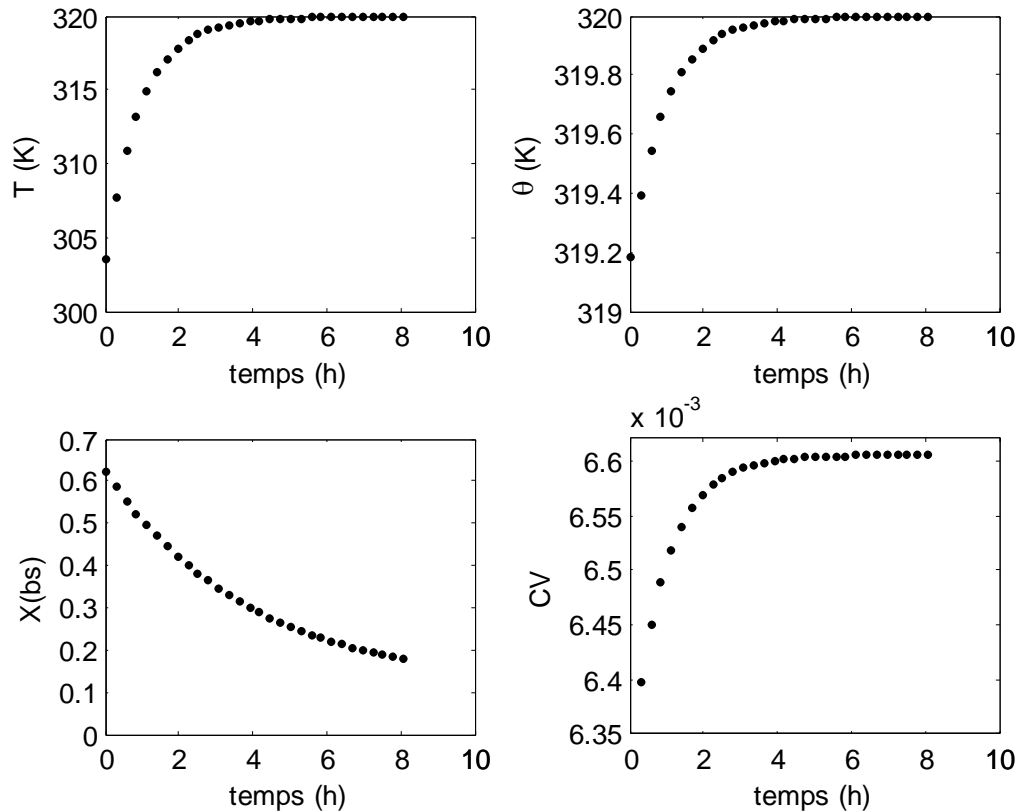 320
315
310
305
300
T (K)
0 2 4 6 8 10
temps (h)
320
319.8
319.6
319.4
319.2
319
θ (K)
0 2 4 6 8 10
temps (h)
0.7
0.6
0.5
0.4
0.3
0.2
0.1
0
X(bs)
0 2 4 6 8 10
temps (h)
x 10⁻³
6.6
6.55
6.5
6.45
6.4
6.35
CV
0 2 4 6 8 10
temps (h)